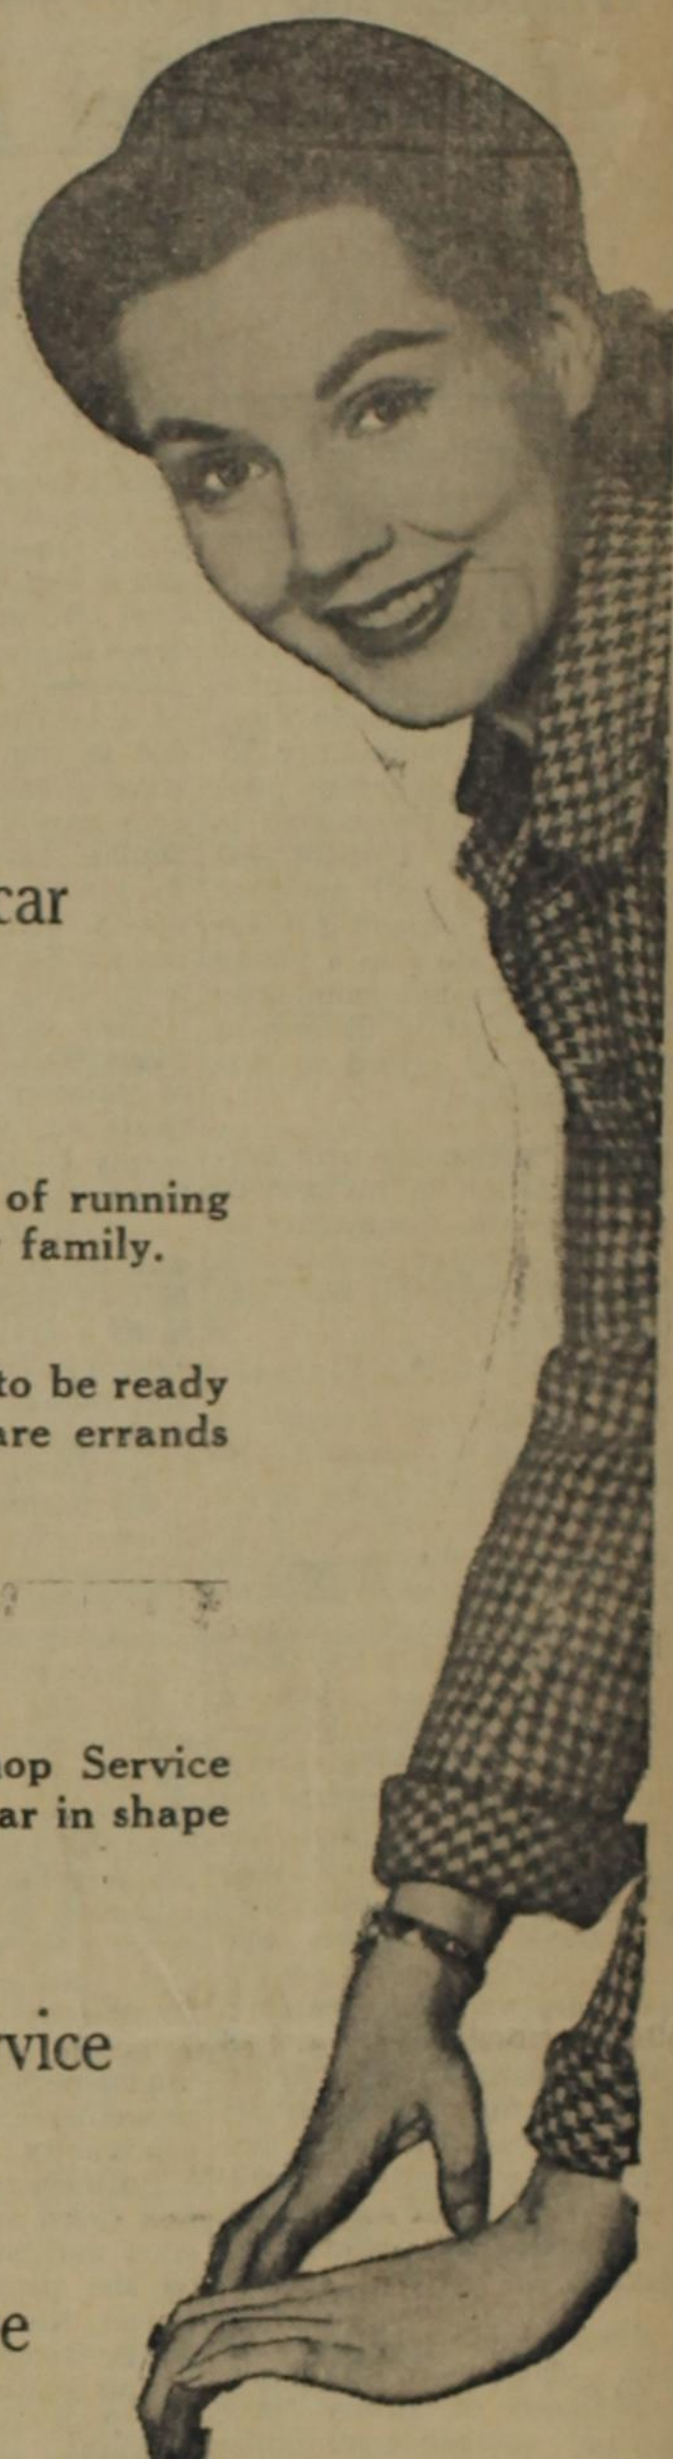 car
of running
family.
to be ready
are errands
op Service
ar in shape
vice
e